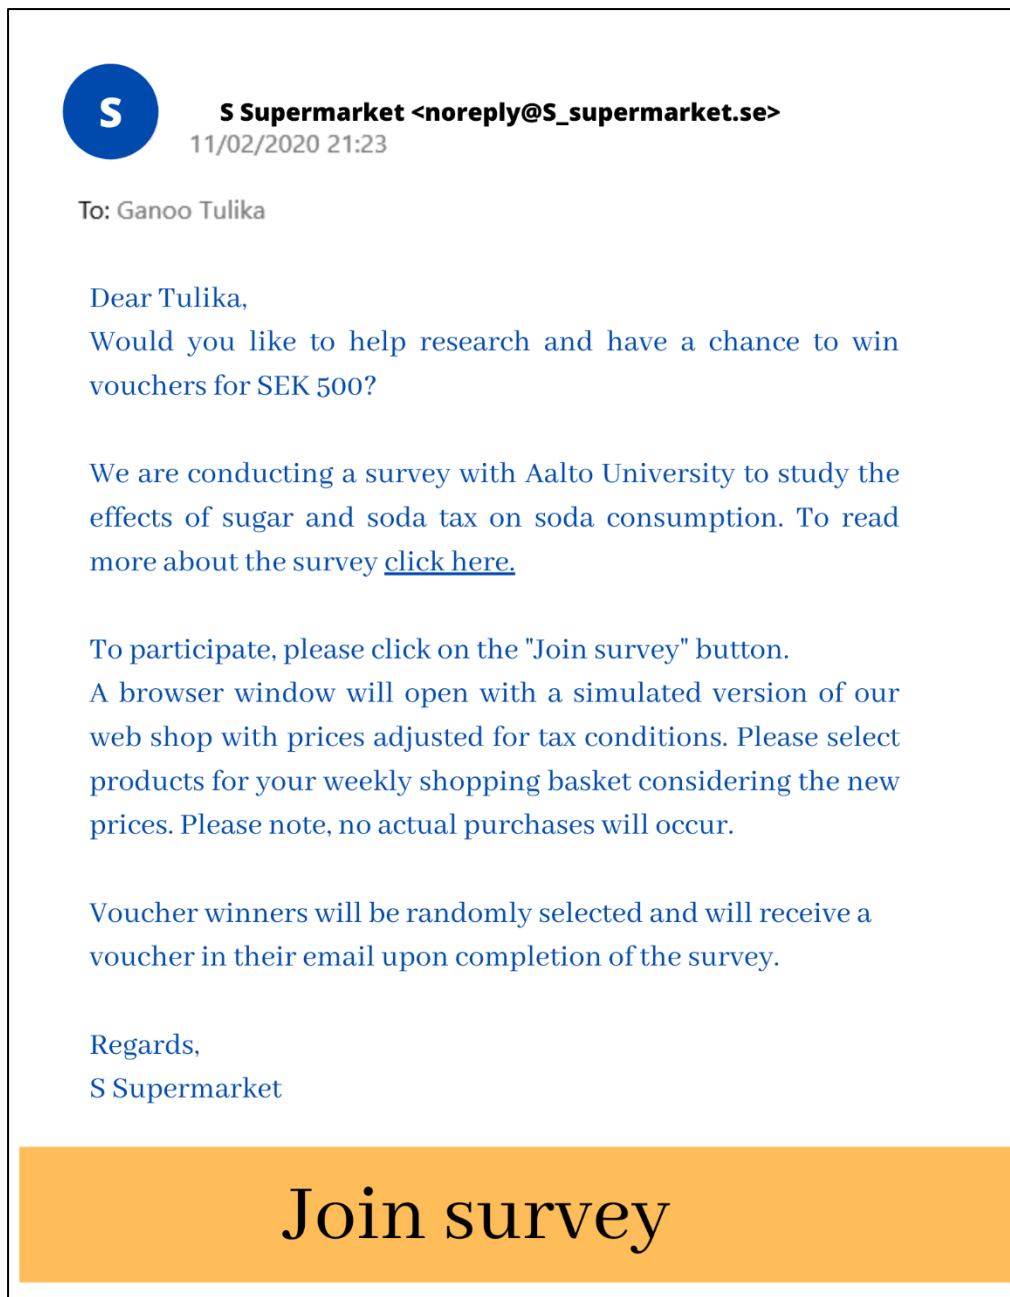 S
S Supermarket <noreply@S_supermarket.se>
11/02/2020 21:23
To: Ganoo Tulika
Dear Tulika,
Would you like to help research and have a chance to win
vouchers for SEK 500?
We are conducting a survey with Aalto University to study the
effects of sugar and soda tax on soda consumption. To read
more about the survey click here.
To participate, please click on the "Join survey" button.
A browser window will open with a simulated version of our
web shop with prices adjusted for tax conditions. Please select
products for your weekly shopping basket considering the new
prices. Please note, no actual purchases will occur.
Voucher winners will be randomly selected and will receive a
voucher in their email upon completion of the survey.
Regards,
S Supermarket
Join survey